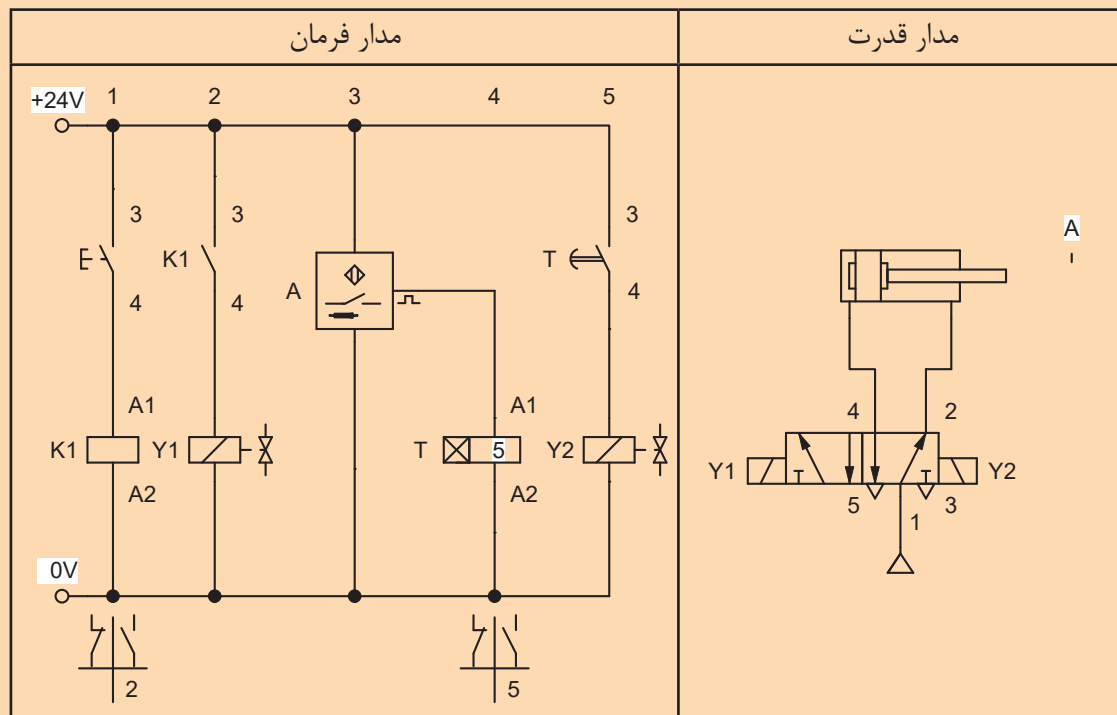 مدار قدرت
مدار فرمان
+24V 1 2 3 4 5
3 3 3
K1 A T
4 4 4
A1 A1
K1 Y1 T 5 Y2
A2 A2
0V
2 5
A
4 2
Y1 Y2
5 1 3